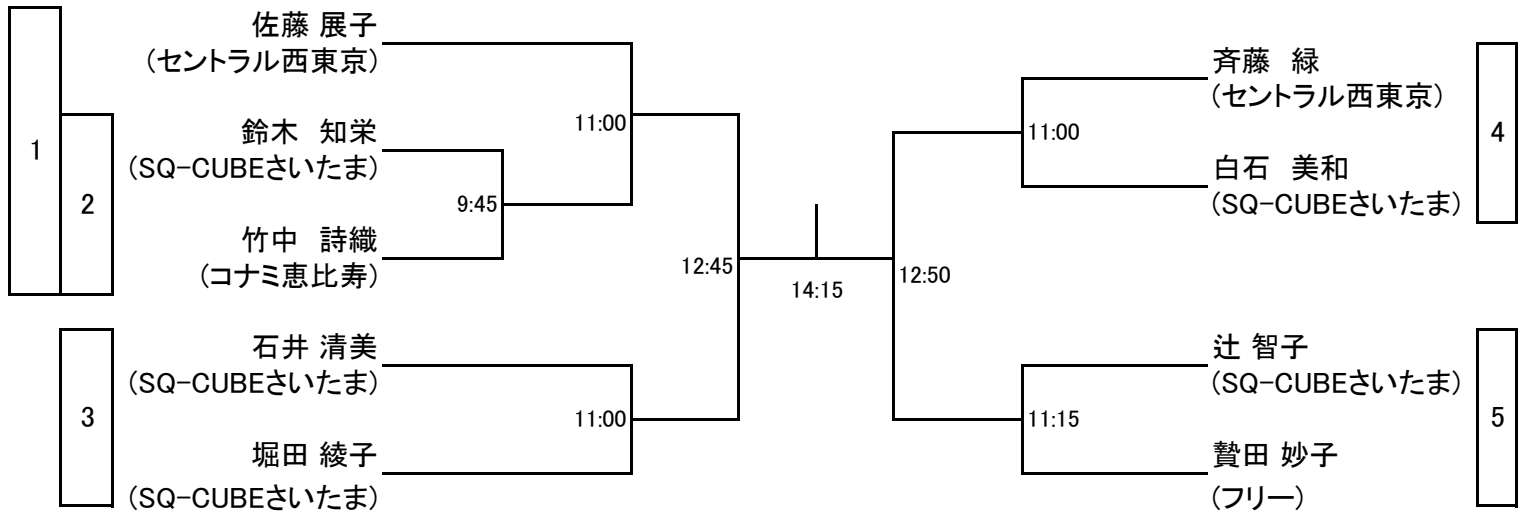 1
2
佐藤 展子
(セントラル西東京)
鈴木　知栄
(SQ-CUBEさいたま)
竹中　詩織
(コナミ恵比寿)
9:45
11:00
3
石井 清美
(SQ-CUBEさいたま)
堀田 綾子
(SQ-CUBEさいたま)
11:00
12:45
14:15
12:50
11:00
斉藤　緑
(セントラル西東京)
白石　美和
(SQ-CUBEさいたま)
4
11:15
辻 智子
(SQ-CUBEさいたま)
贄田 妙子
(フリー)
5